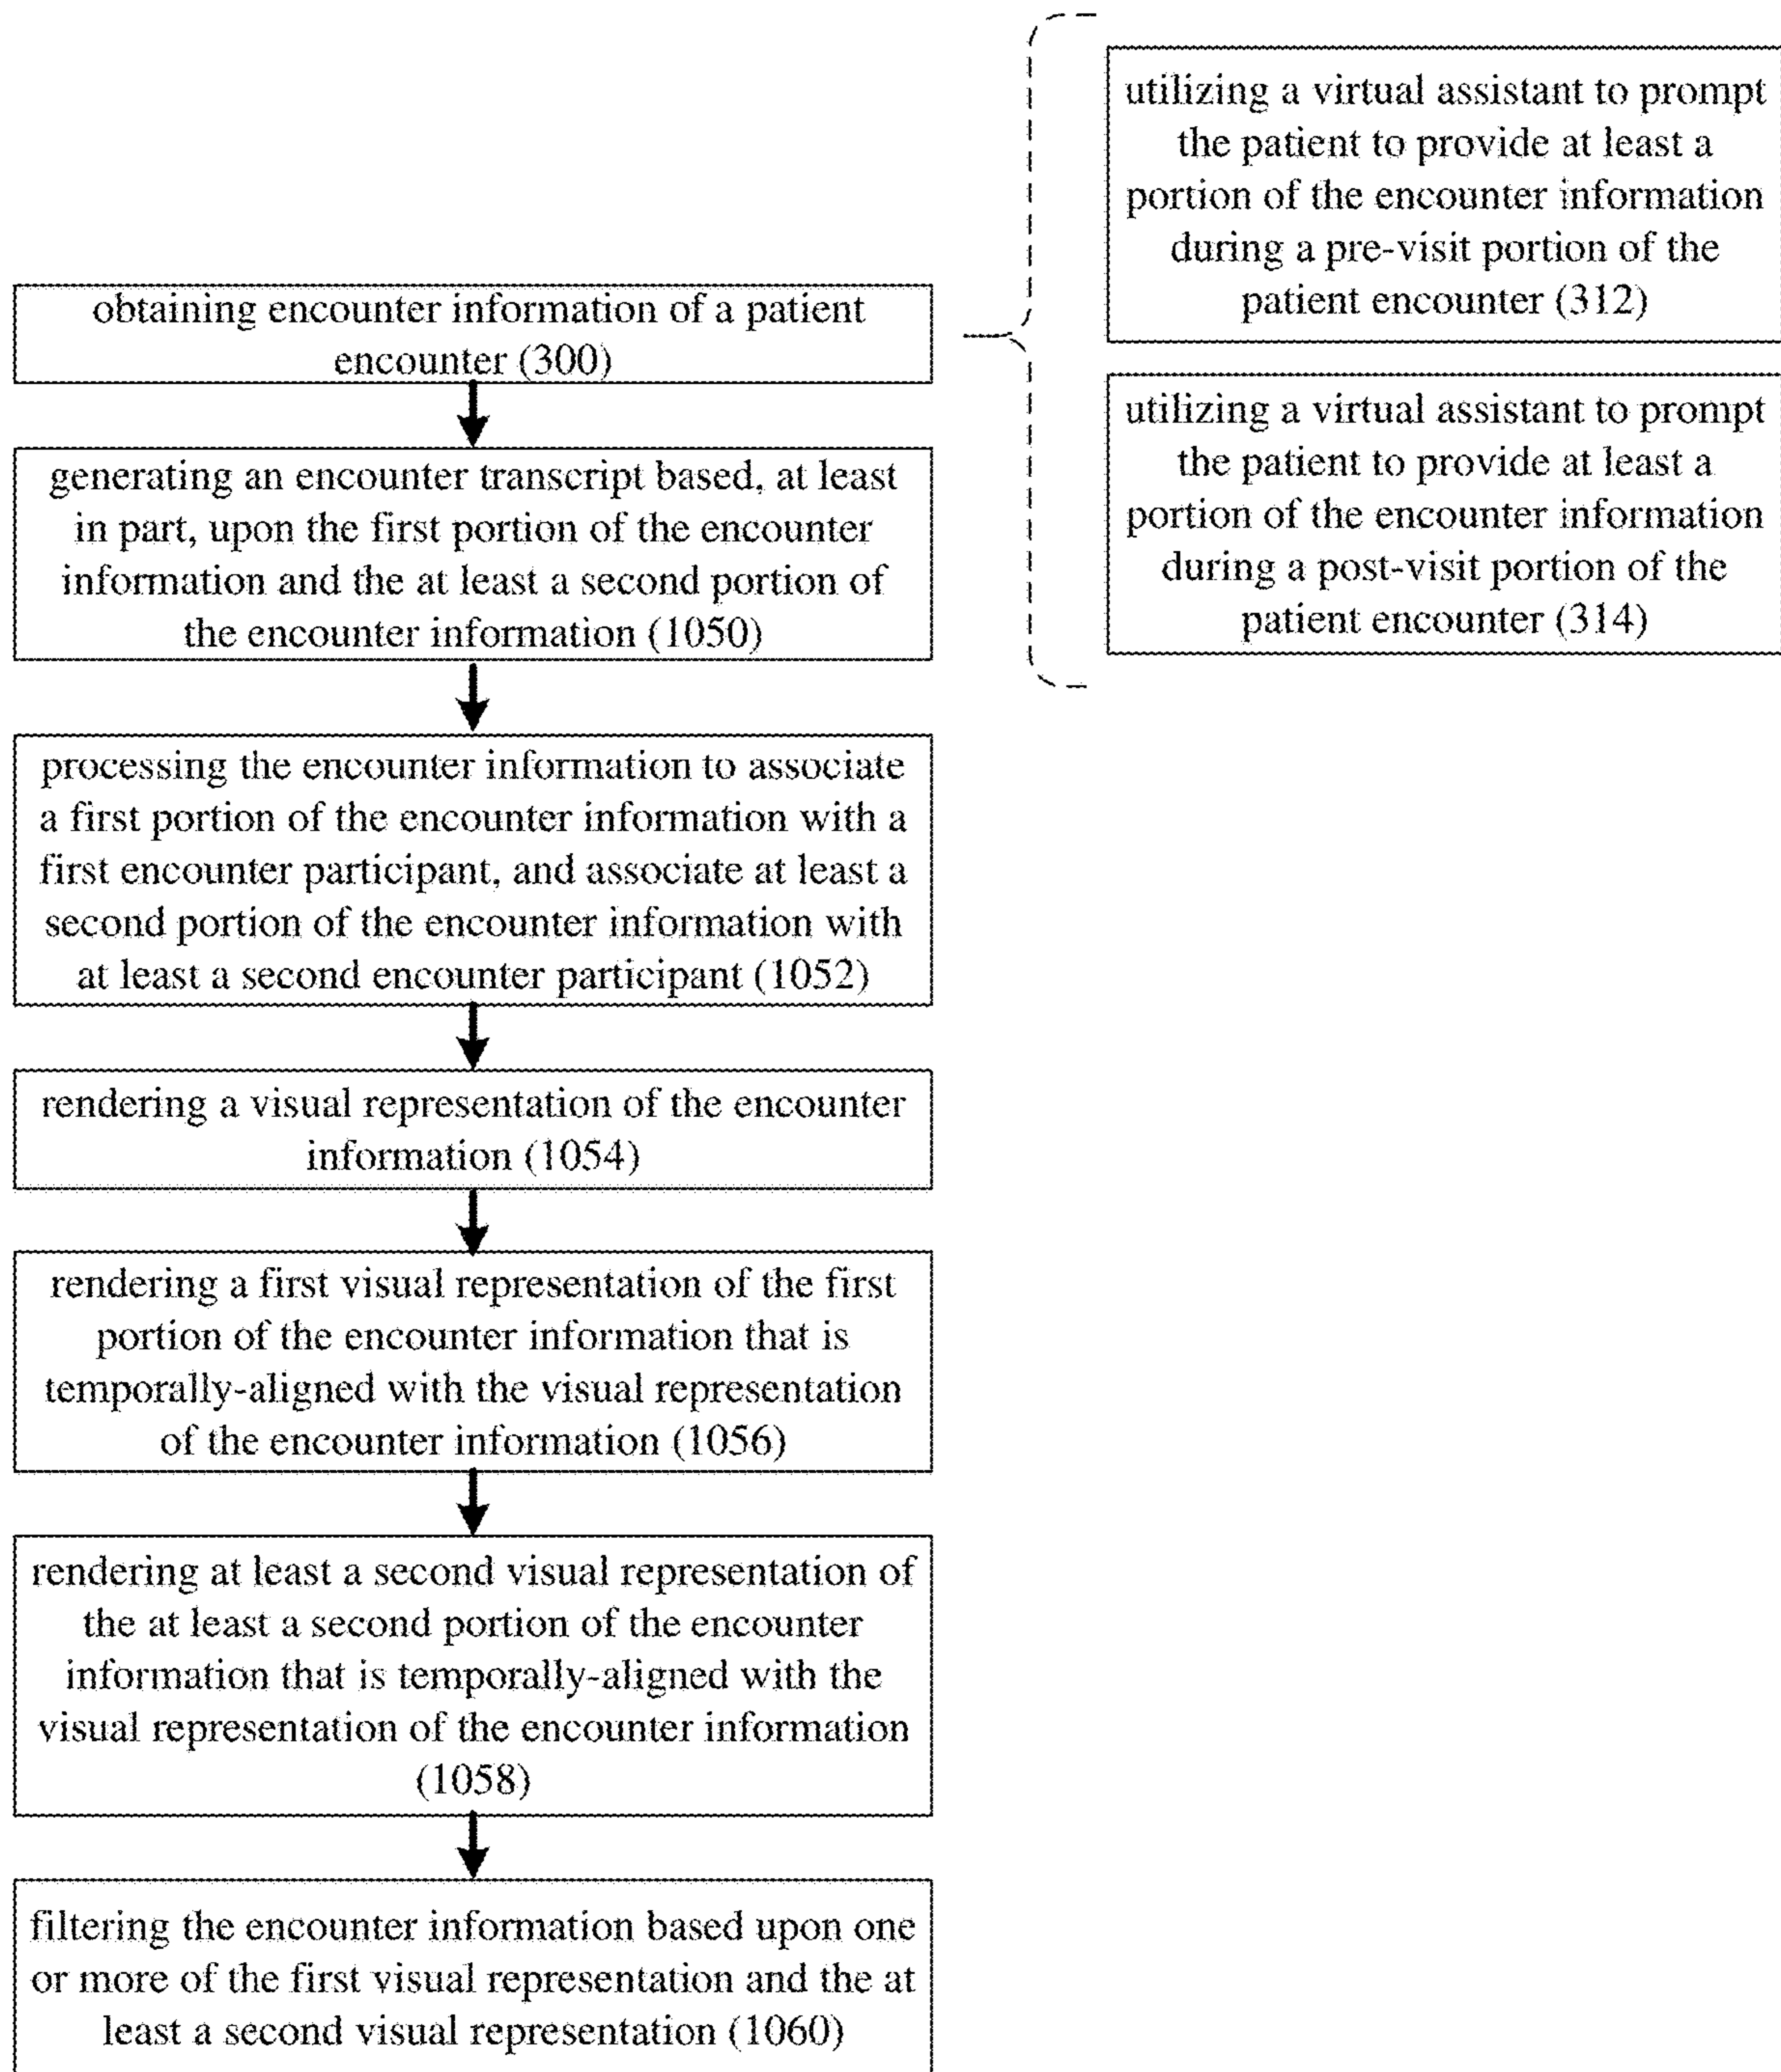 obtaining encounter information of a patient
encounter (300)
generating an encounter transcript based, at least
in part, upon the first portion of the encounter
information and the at least a second portion of
the encounter information (1050)
processing the encounter information to associate
a first portion of the encounter information with a
first encounter participant, and associate at least a
second portion of the encounter information with
at least a second encounter participant (1052)
rendering a visual representation of the encounter
information (1054)
rendering a first visual representation of the first
portion of the encounter information that is
temporally-aligned with the visual representation
of the encounter information (1056)
rendering at least a second visual representation of
the at least a second portion of the encounter
information that is temporally-aligned with the
visual representation of the encounter information
(1058)
filtering the encounter information based upon one
or more of the first visual representation and the at
least a second visual representation (1060)
utilizing a virtual assistant to prompt
the patient to provide at least a
portion of the encounter information
during a pre-visit portion of the
patient encounter (312)
utilizing a virtual assistant to prompt
the patient to provide at least a
portion of the encounter information
during a post-visit portion of the
patient encounter (314)